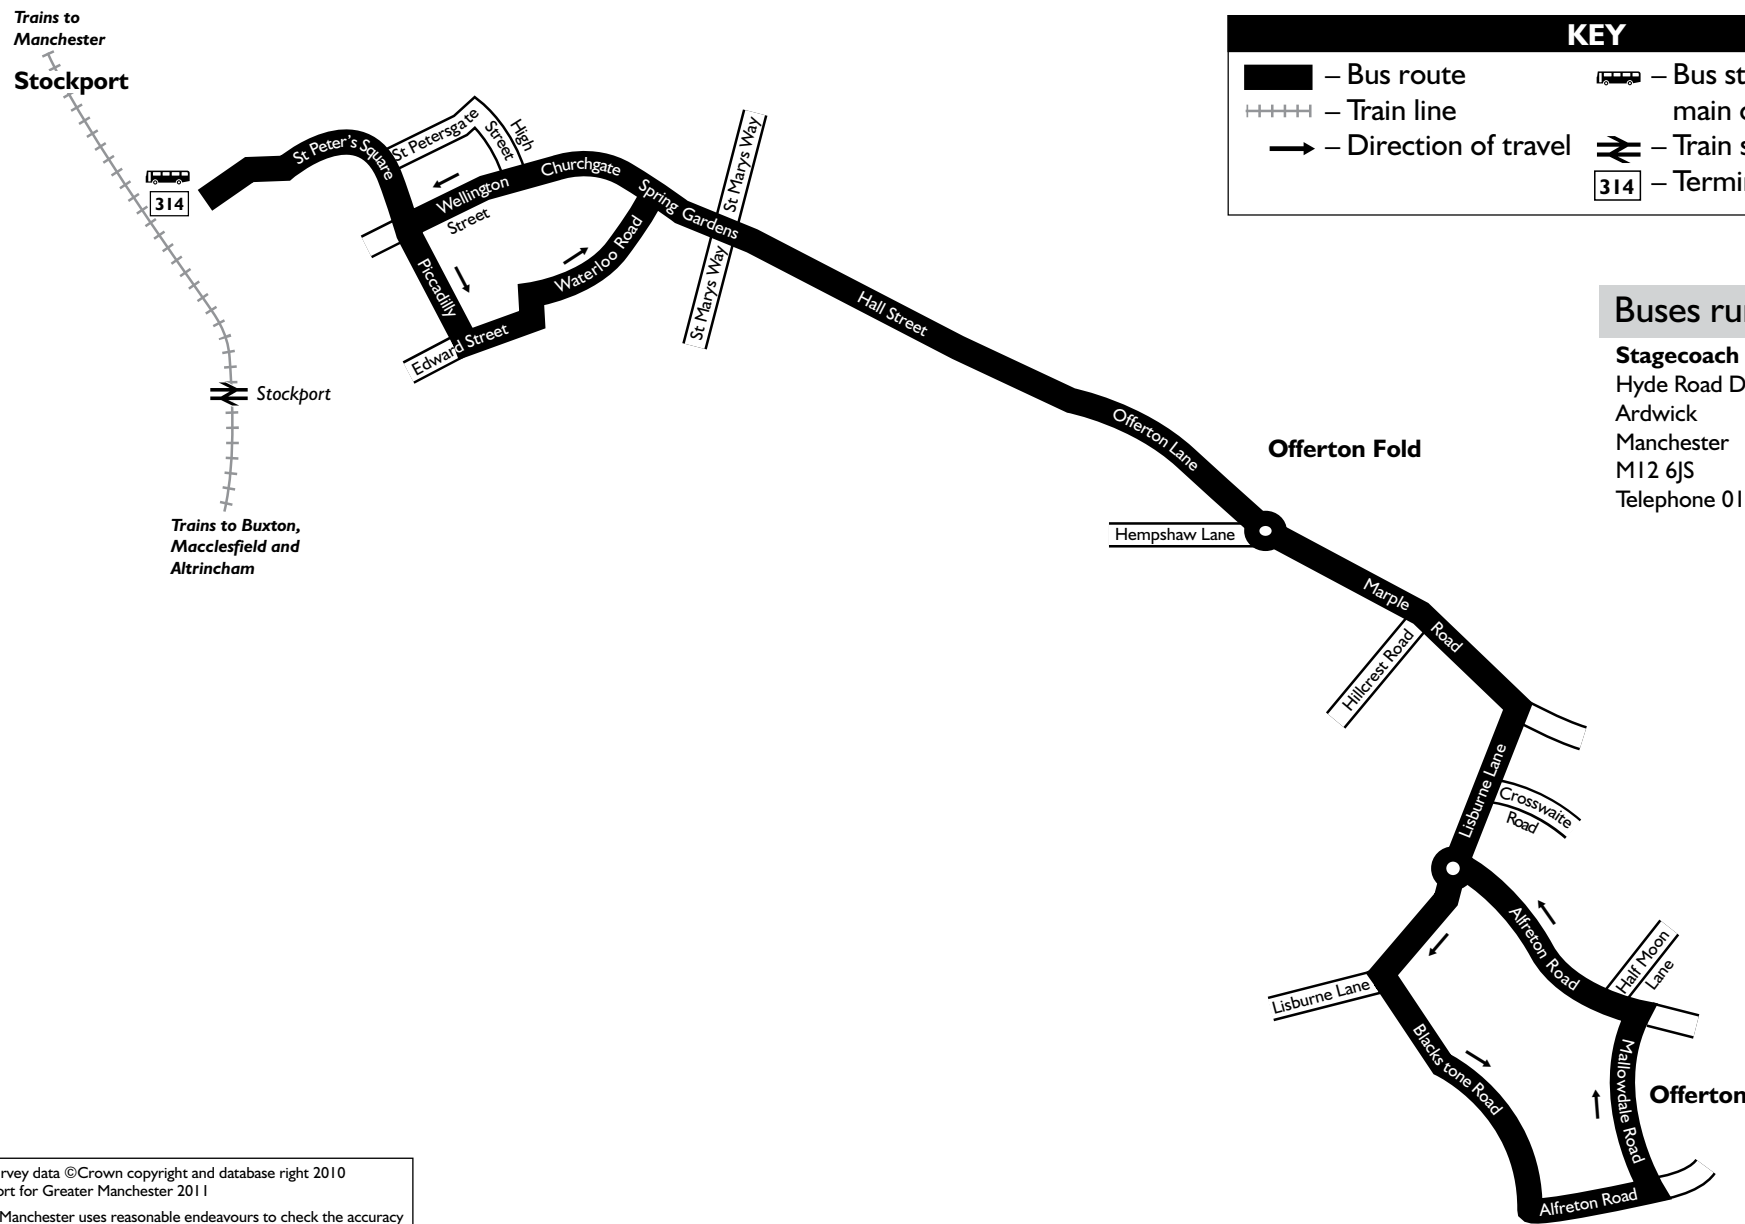 Trains to
Manchester
Stockport
KEY
– Bus route
– Train line
– Direction of travel
– Bus
main
– Train
314 – 
314
St Peter's Square
St Petersgate
High
Street
Wellington
Street
Churchgate
Spring Gardens
St Marys Way
St Marys Way
Piccadilly
Edward Street
Waterloo Road
Hall Street
Stockport
Trains to Buxton,
Macclesfield and
Altrincham
Buses
Stagecoach
Hyde Road
Ardwick
Manchester
M12 6JS
Telephone 01
Offerton Lane
Offerton Fold
Hempshaw Lane
Marple
Road
Hillcrest Road
Lisburne Lane
Crosswaite
Road
Alfreton Road
Half Moon
Lane
Lisburne Lane
Blackstone Road
Mallowdale Road
Offerton
Alfreton Road
rvey data ©Crown copyright and database right 2010
ort for Greater Manchester 2011
Manchester uses reasonable endeavours to check the accuracy